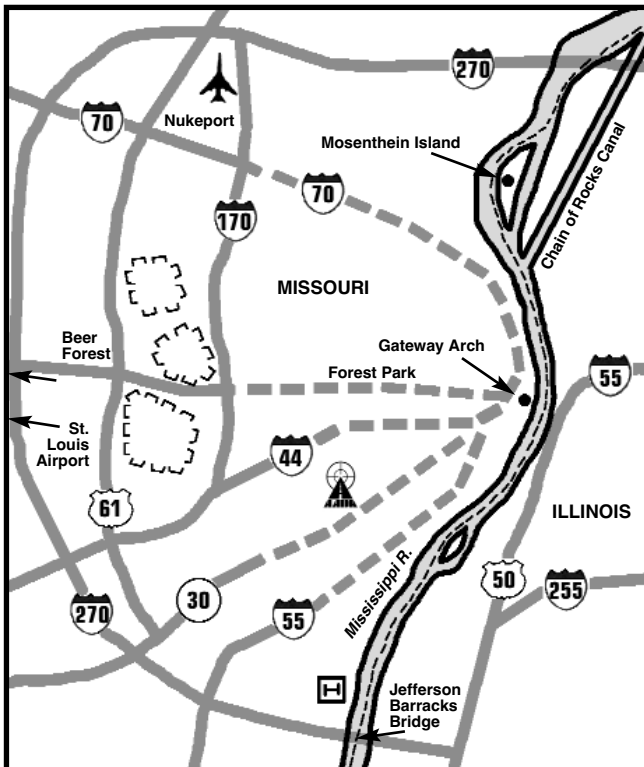 270
Nukeport
70
Mosenthein Island
Chain of Rocks Canal
70
170
MISSOURI
Beer
Forest
Gateway Arch
Forest Park
55
St.
Louis
Airport
44
61
ILLINOIS
Mississippi R.
50
255
30
270
55
H
Jefferson
Barracks
Bridge